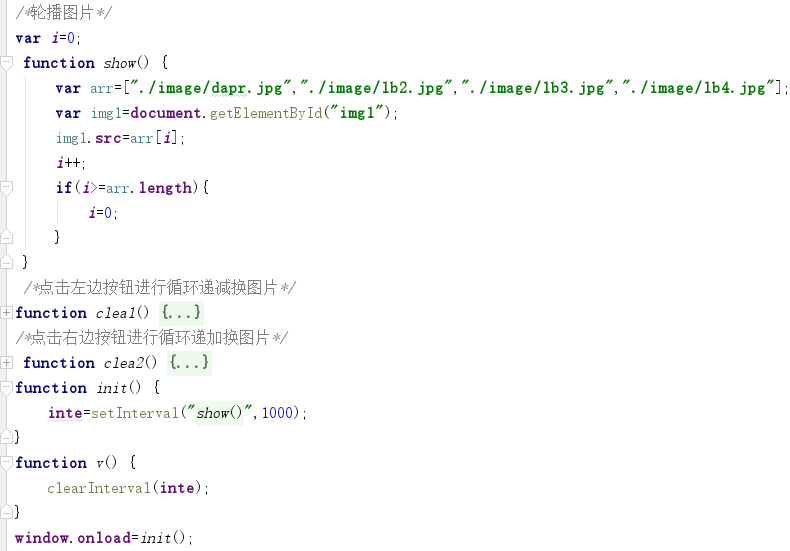 /*轮播图片*/
var i=0;
function show() {
var arr=["./image/dapr.jpg","./image/lb2.jpg","./image/lb3.jpg","./image/lb4.jpg"];
var img1=document.getElementById("img1");
img1.src=arr[i];
i++;
if(i>=arr.length){
i=0;
}
}
/*点击左边按钮进行循环递减换图片*/
function clea1() {...}
/*点击右边按钮进行循环递加换图片*/
function clea2() {...}
function init() {
inte=setInterval("show()",1000);
}
function v() {
clearInterval(inte);
}
window.onload=init();